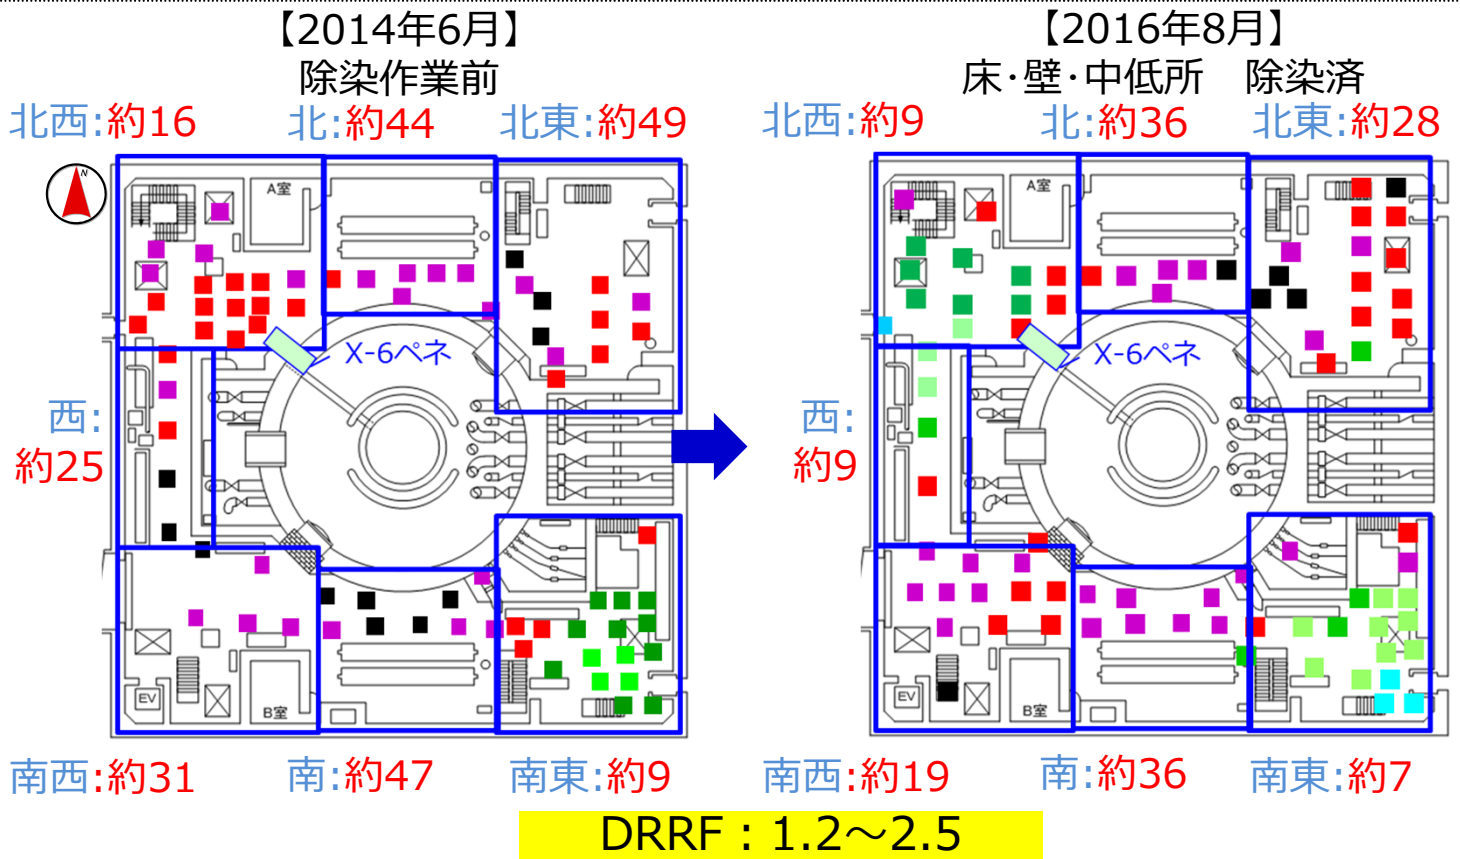 【2014年6月】
除染作業前
北西:約16
北:約44
北東:約49
N
A室
X-6ペネ
西:
約25
EV
B室
南西:約31
南:約47
南東:約9
【2016年8月】
床･壁･中低所　除染済
北西:約9
北:約36
北東:約28
A室
X-6ペネ
西:
約9
EV
B室
南西:約19
南:約36
南東:約7
DRRF：1.2～2.5